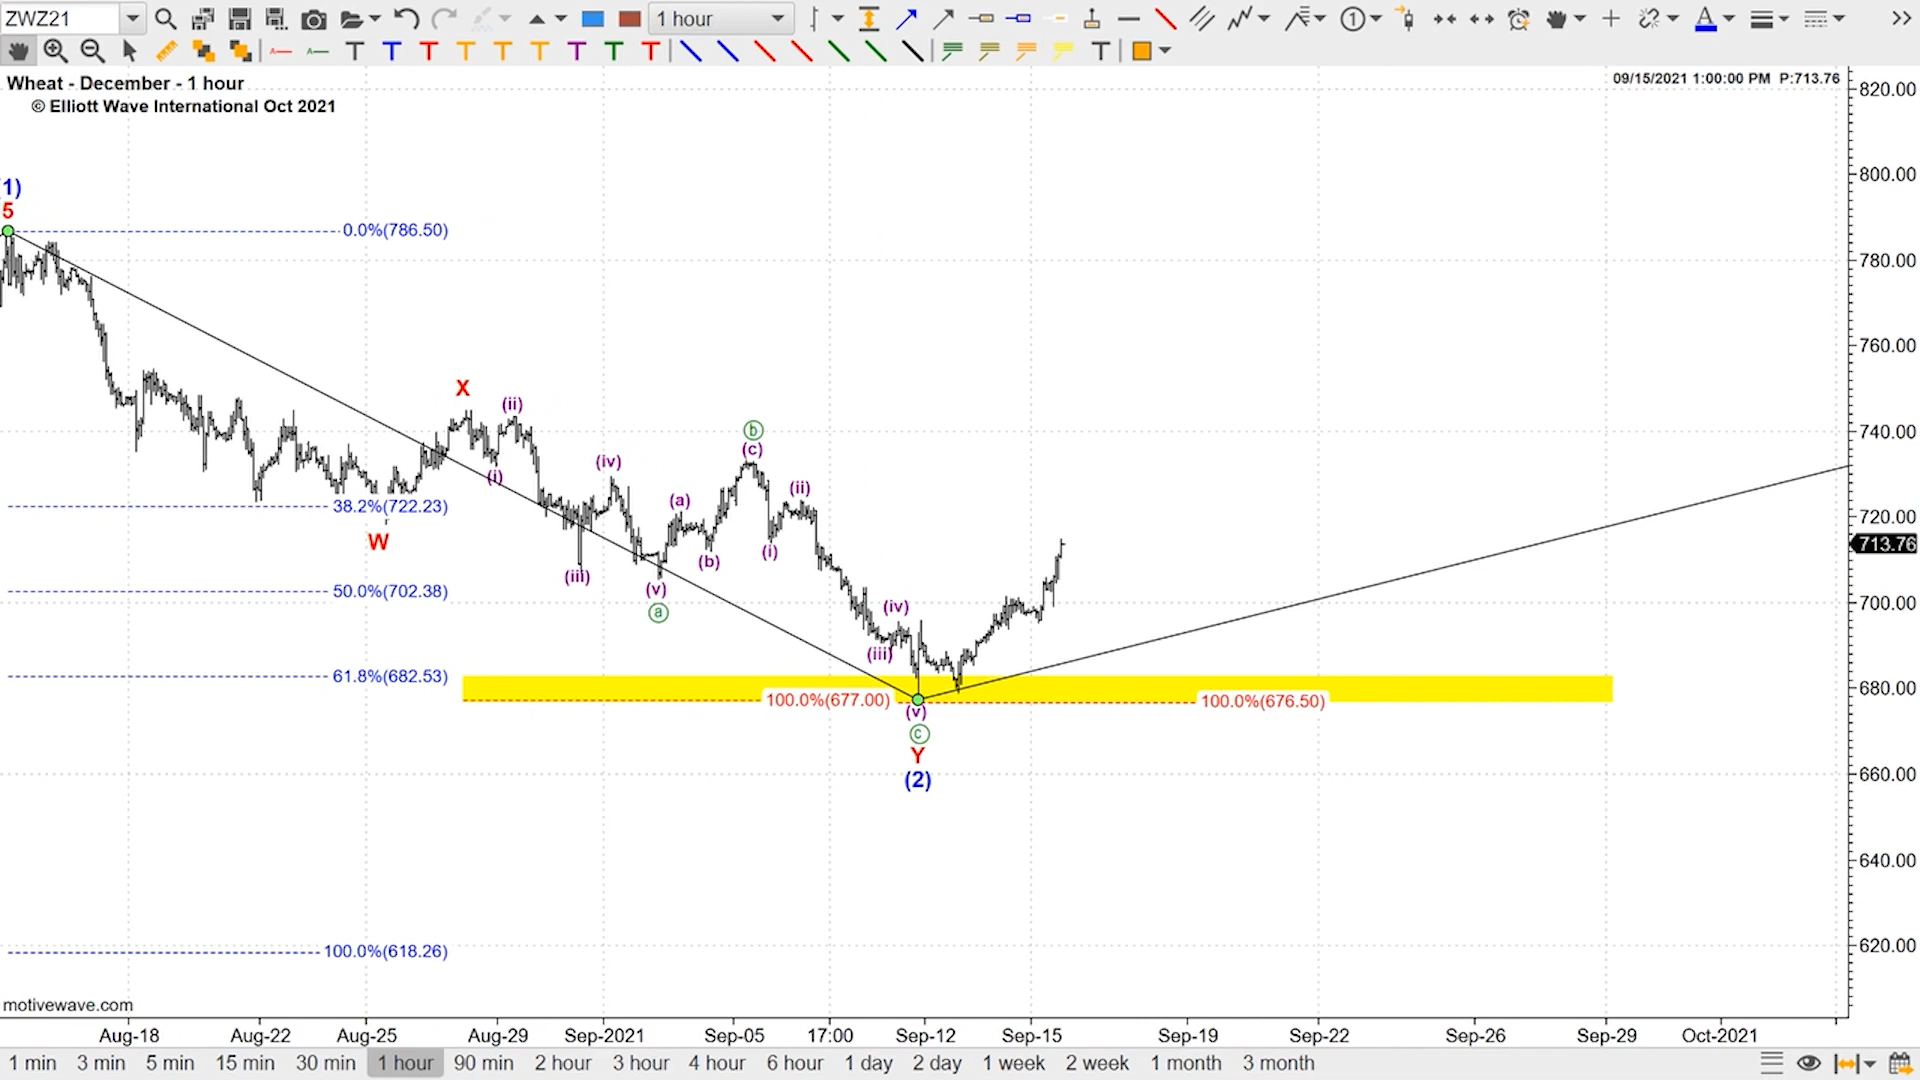 ZWZ21
1 hour
Wheat - December - 1 hour
© Elliott Wave International Oct 2021
09/15/2021 1:00:00 PM P:713.76
820.00
800.00
780.00
760.00
740.00
720.00
713.76
700.00
680.00
660.00
640.00
620.00
(1)
5
0.0%(786.50)
X
(ii)
(i)
(iv)
(iii)
(v)
a
(a)
(b)
b
(c)
(ii)
(i)
(iv)
(iii)
38.2%(722.23)
W
50.0%(702.38)
61.8%(682.53)
100.0%(677.00)
100.0%(676.50)
(v)
c
Y
(2)
100.0%(618.26)
motivewave.com
Aug-18 Aug-22 Aug-25 Aug-29 Sep-2021 Sep-05 17:00 Sep-12 Sep-15 Sep-19 Sep-22 Sep-26 Sep-29 Oct-2021
1 min 3 min 5 min 15 min 30 min 1 hour 90 min 2 hour 3 hour 4 hour 6 hour 1 day 2 day 1 week 2 week 1 month 3 month